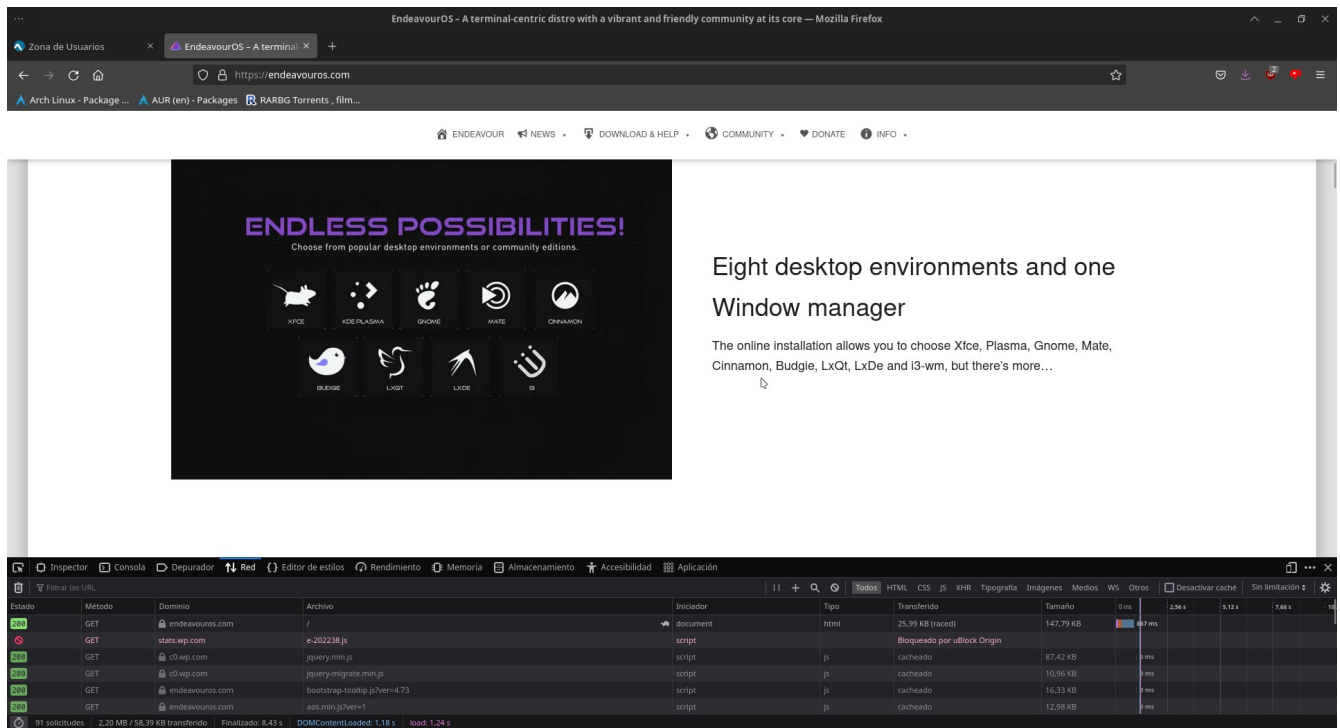 EndeavourOS – A terminal-centric distro with a vibrant and friendly community at its core — Mozilla Firefox
Zona de Usuarios
EndeavourOS – A terminal-
https://endeavouros.com
2
Arch Linux - Package ... AUR (en) - Packages RARBG Torrents , film...
ENDEAVOUR NEWS DOWNLOAD & HELP COMMUNITY DONATE INFO
ENDLESS POSSIBILITIES!
Choose from popular desktop environments or community editions.
XFCE KDE PLASMA GNOME MATE CINNAMON
BUDGIE LXQT LXDE I3
Eight desktop environments and one
Window manager
The online installation allows you to choose Xfce, Plasma, Gnome, Mate,
Cinnamon, Budgie, LxQt, LxDe and i3-wm, but there's more…
Inspector Consola Depurador Red Editor de estilos Rendimiento Memoria Almacenamiento Accesibilidad Aplicación
Filtrar las URL
Todos HTML CSS JS XHR Tipografía Imágenes Medios WS Otros Desactivar caché Sin limitación
Estado Método Dominio Archivo Iniciador Tipo Transferido Tamaño 0 ms 2,56 s 5,12 s 7,68 s
200 GET endeavouros.com / document html 25,99 KB (raced) 147,79 KB
GET stats.wp.com e-202238.js script Bloqueado por uBlock Origin
200 GET c0.wp.com jquery.min.js script js cacheado 87,42 KB 0 ms
200 GET c0.wp.com jquery-migrate.min.js script js cacheado 10,96 KB 0 ms
200 GET endeavouros.com bootstrap-tooltip.js?ver=4.73 script js cacheado 16,33 KB 0 ms
200 GET endeavouros.com aos.min.js?ver=1 script js cacheado 12,98 KB 0 ms
91 solicitudes 2,20 MB / 58,39 KB transferido Finalizado: 8,43 s DOMContentLoaded: 1,18 s load: 1,24 s